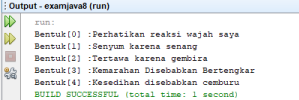 Output - examjava8 (run)
run:
Bentuk[0] :Perhatikan reaksi wajah saya
Bentuk[1] :Senyum karena senang
Bentuk[2] :Tertawa karena gembira
Bentuk[3] :Kemarahan Disebabkan Bertengkar
Bentuk[4] :Kesedihan disebabkan cemburu
BUILD SUCCESSFUL (total time: 1 second)